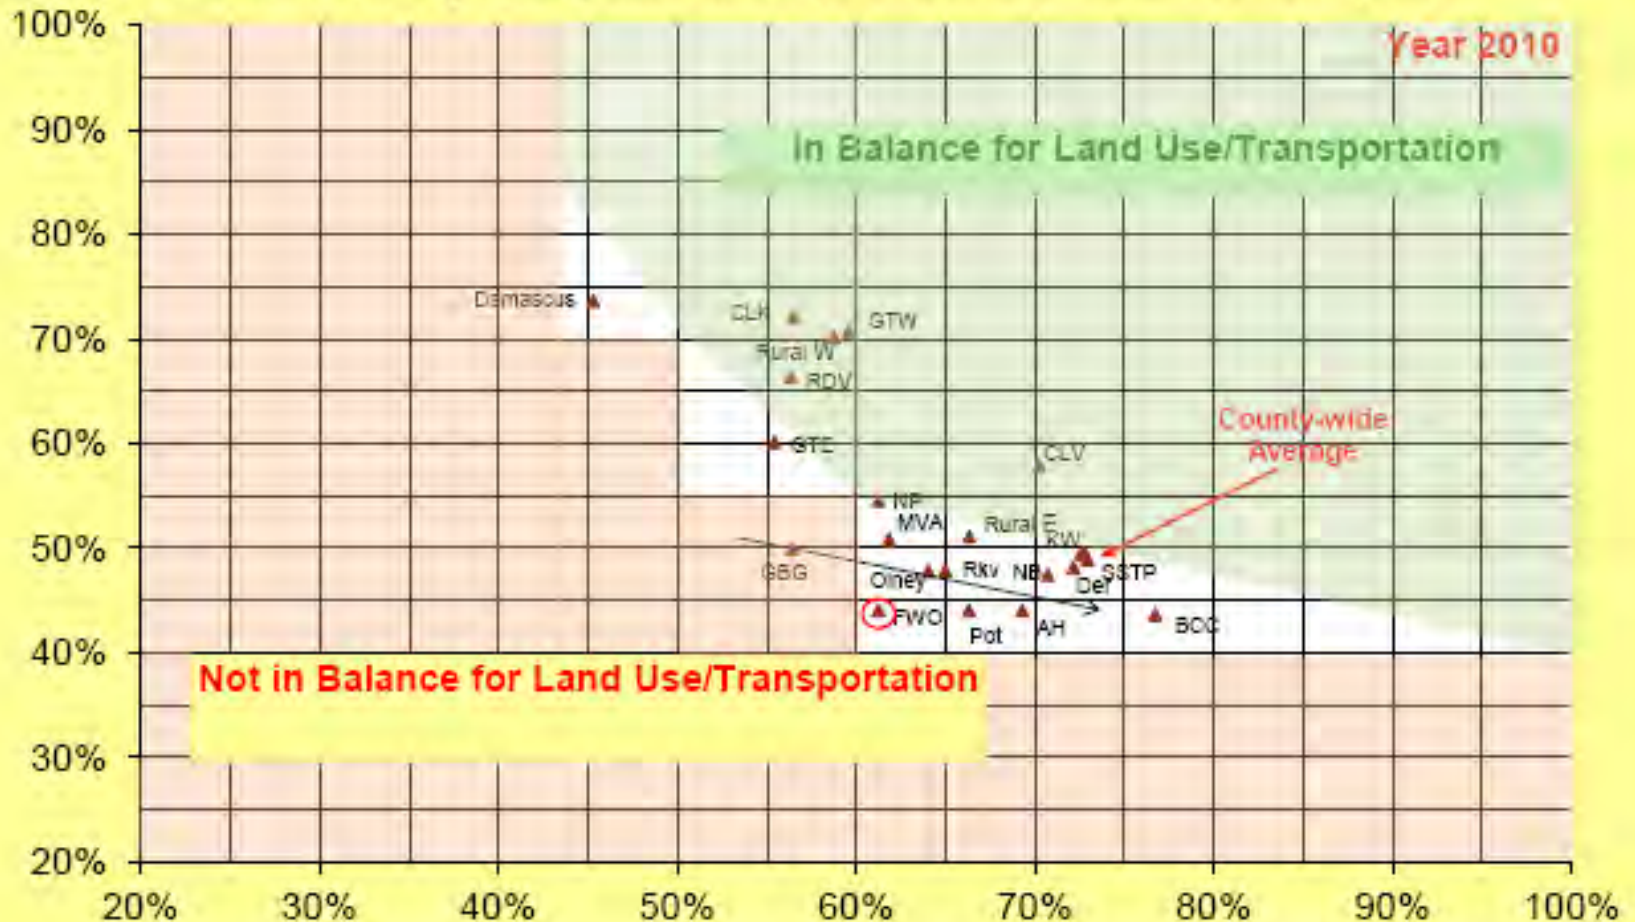 100%
Year 2010
90%
In Balance for Land Use/Transportation
80%
Damascus
CLK
GTW
70%
Rural W
RDV
County-wide
Average
60%
GTE
CLV
NP
MVA
Rural E
RW
50%
GBG
Olney
Rkv
NB
Der
SSTP
FWO
Pot
AH
BCC
40%
Not in Balance for Land Use/Transportation
30%
20%
20% 30% 40% 50% 60% 70% 80% 90% 100%